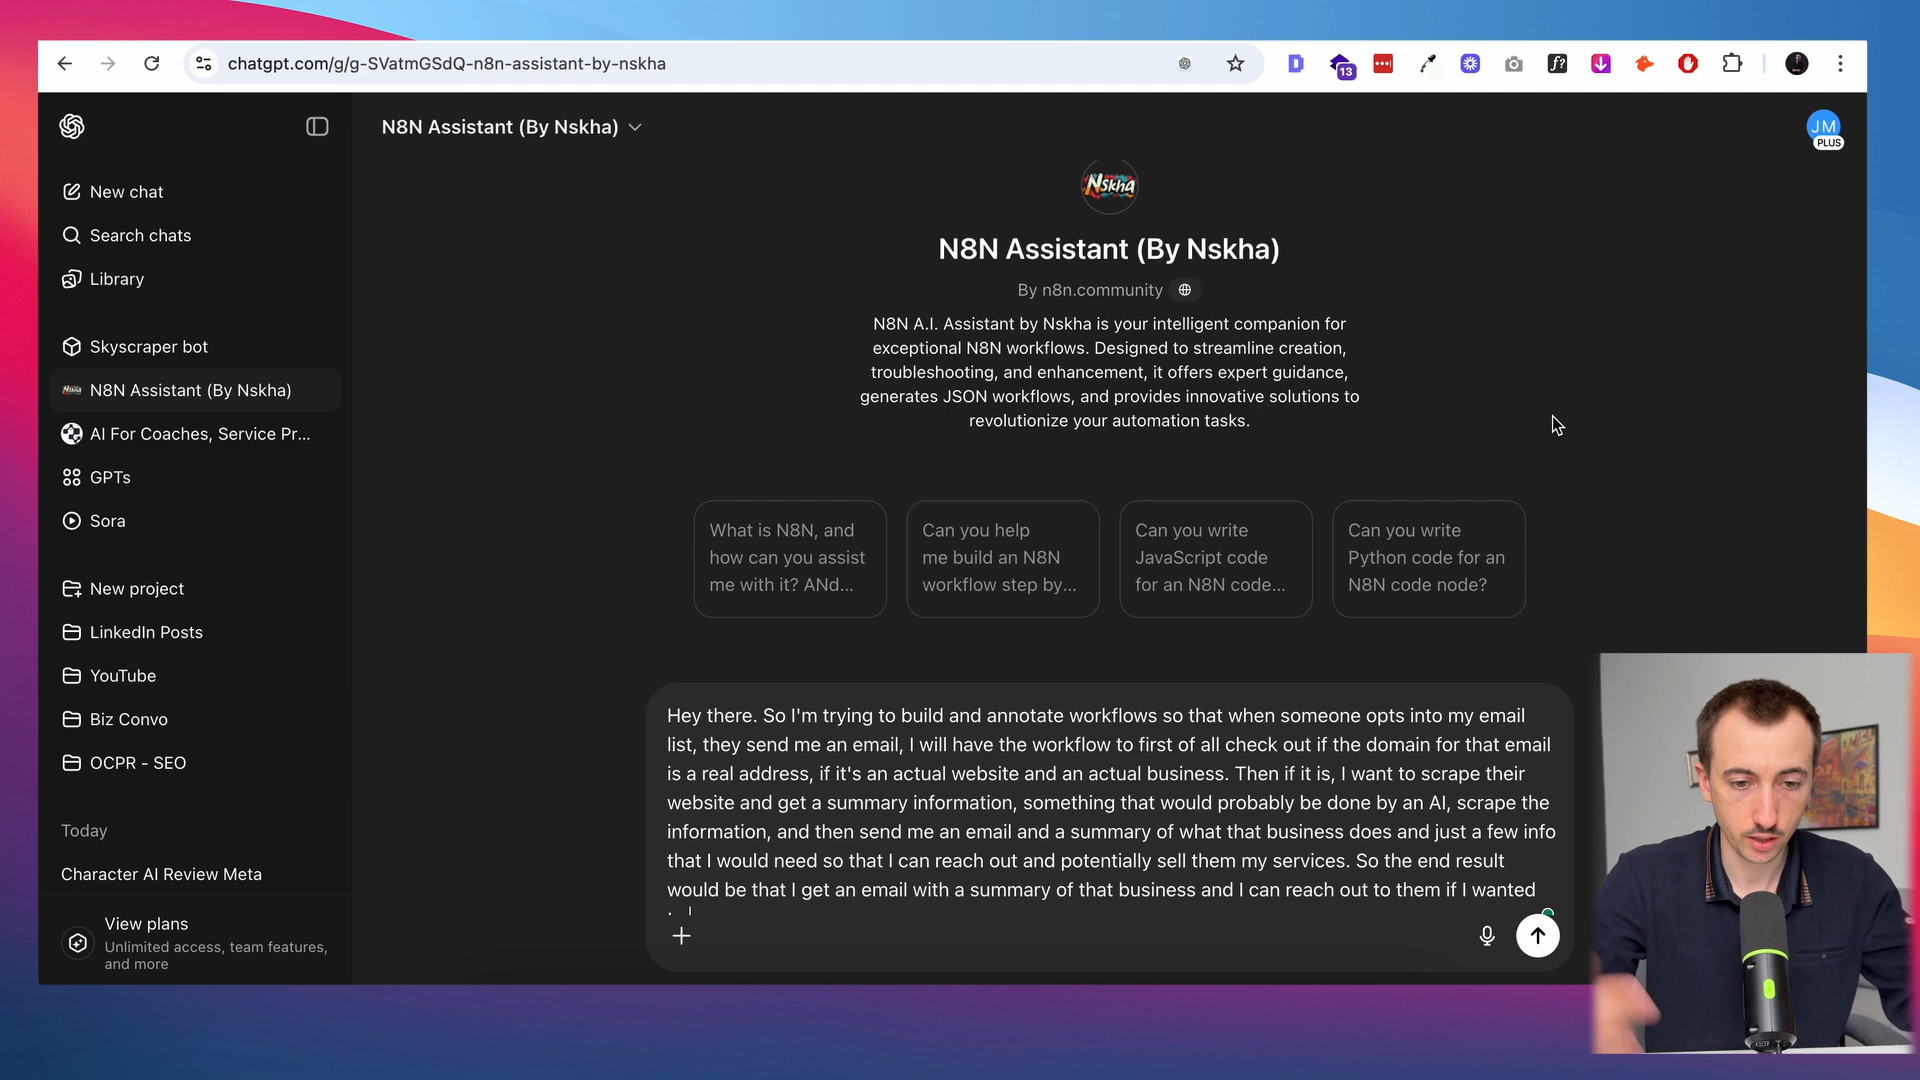 chatgpt.com/g/g-SVatmGSdQ-n8n-assistant-by-nskha
13
f?
N8N Assistant (By Nskha)
JM
PLUS
New chat
Search chats
Library
Skyscraper bot
N8N Assistant (By Nskha)
AI For Coaches, Service Pr...
GPTs
Sora
New project
LinkedIn Posts
YouTube
Biz Convo
OCPR - SEO
Today
Character AI Review Meta
View plans
Unlimited access, team features,
and more
Nskha
N8N Assistant (By Nskha)
By n8n.community
N8N A.I. Assistant by Nskha is your intelligent companion for
exceptional N8N workflows. Designed to streamline creation,
troubleshooting, and enhancement, it offers expert guidance,
generates JSON workflows, and provides innovative solutions to
revolutionize your automation tasks.
What is N8N, and
how can you assist
me with it? ANd...
Can you help
me build an N8N
workflow step by...
Can you write
JavaScript code
for an N8N code...
Can you write
Python code for an
N8N code node?
Hey there. So I'm trying to build and annotate workflows so that when someone opts into my email
list, they send me an email, I will have the workflow to first of all check out if the domain for that email
is a real address, if it's an actual website and an actual business. Then if it is, I want to scrape their
website and get a summary information, something that would probably be done by an AI, scrape the
information, and then send me an email and a summary of what that business does and just a few info
that I would need so that I can reach out and potentially sell them my services. So the end result
would be that I get an email with a summary of that business and I can reach out to them if I wanted